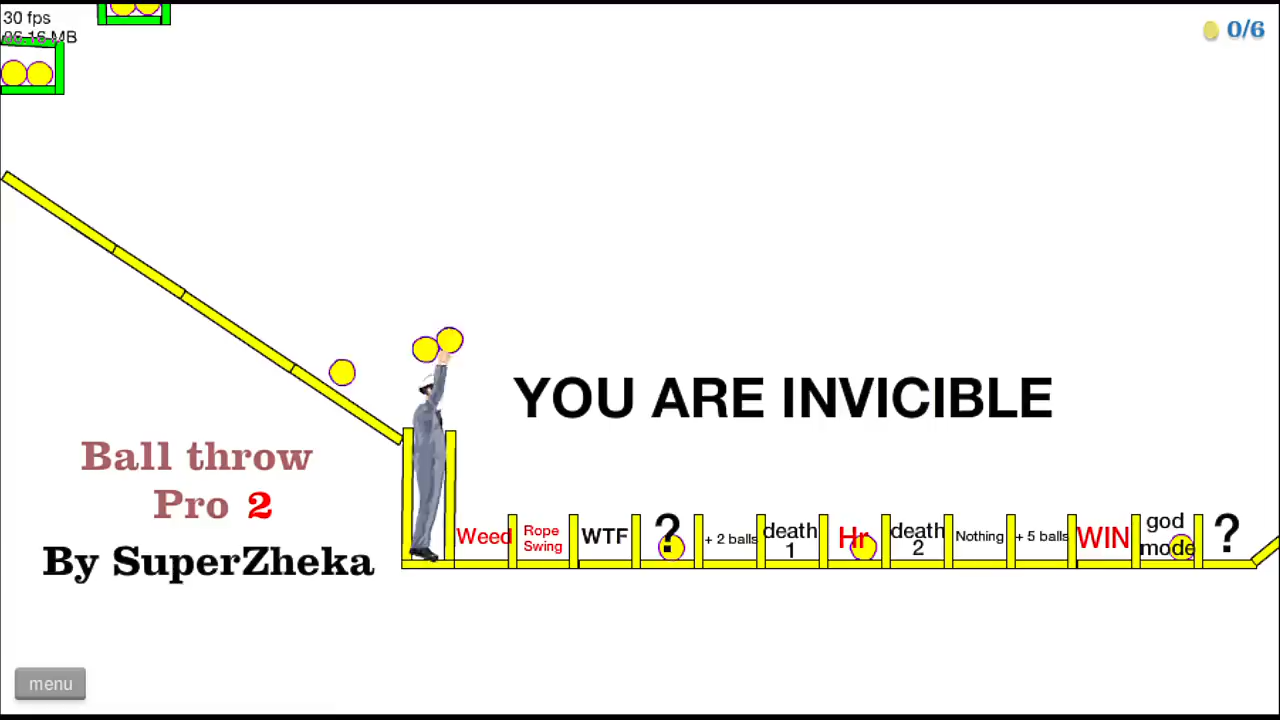 30 fps
0/6
YOU ARE INVICIBLE
Ball throw
Pro 2
By SuperZheka
Weed
Rope
Swing
WTF
?
+ 2 balls
death
1
Hr
death
2
Nothing
+ 5 balls
WIN
god
mode
?
menu